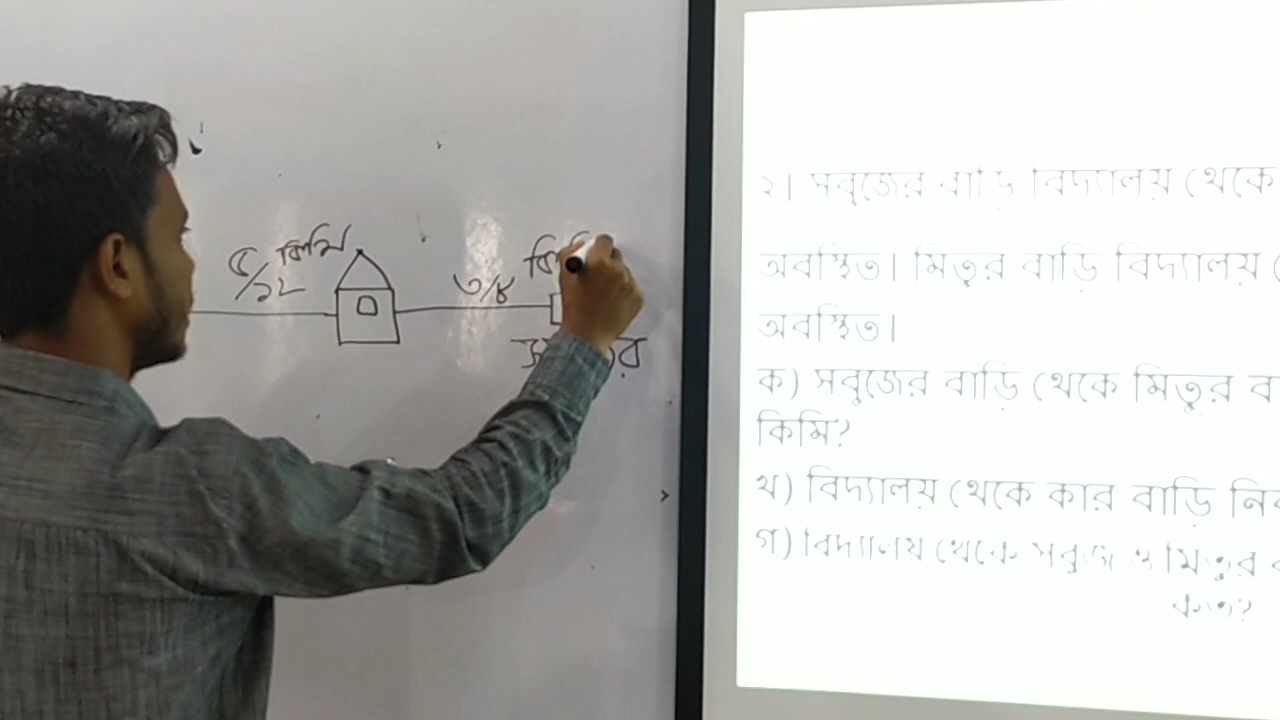 ৫/১২ কিমি
৩/৪
২। সবুজের বাড়ি বিদ্যালয় থেকে
অবস্থিত। মিতুর বাড়ি বিদ্যালয়
অবস্থিত।
ক) সবুজের বাড়ি থেকে মিতুর
কিমি?
খ) বিদ্যালয় থেকে কার বাড়ি
গ) বিদ্যালয় থেকে সবুজ ও মিতুর
কত?